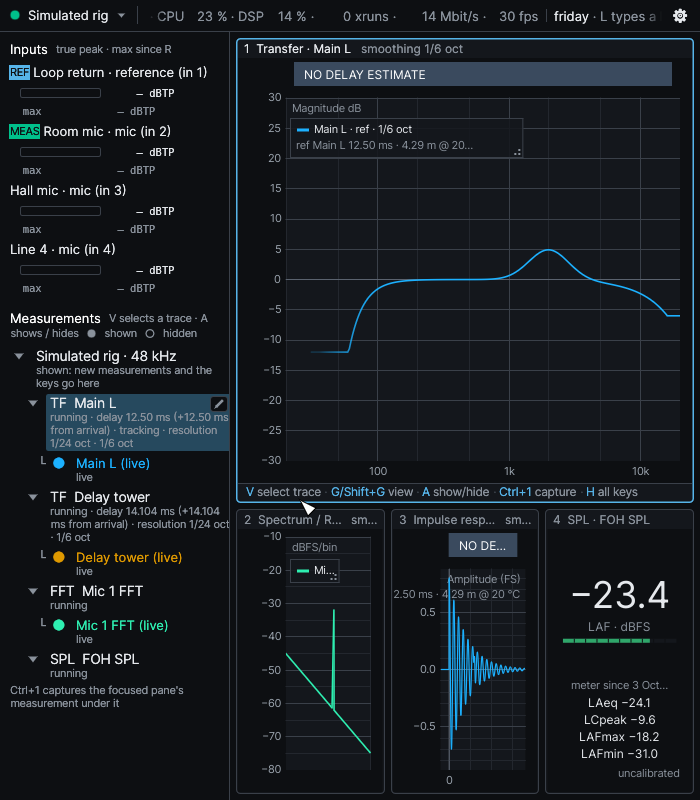 Simulated rig CPU 23 % · DSP 14 % · 0 xruns · 14 Mbit/s · 30 fps friday · L types a
Inputs true peak · max since R
REF Loop return · reference (in 1)
– dBTP
max – dBTP
MEAS Room mic · mic (in 2)
– dBTP
max – dBTP
Hall mic · mic (in 3)
– dBTP
max – dBTP
Line 4 · mic (in 4)
– dBTP
max – dBTP
Measurements V selects a trace · A
shows / hides shown hidden
Simulated rig · 48 kHz
shown: new measurements and the
keys go here
TF Main L
running · delay 12.50 ms (+12.50 ms
from arrival) · tracking · resolution
1/24 oct · 1/6 oct
Main L (live)
live
TF Delay tower
running · delay 14.104 ms (+14.104
ms from arrival) · resolution 1/24 oct
· 1/6 oct
Delay tower (live)
live
FFT Mic 1 FFT
running
Mic 1 FFT (live)
live
SPL FOH SPL
running
Ctrl+1 captures the focused pane's
measurement under it
1 Transfer · Main L smoothing 1/6 oct
NO DELAY ESTIMATE
Magnitude dB
Main L · ref · 1/6 oct
ref Main L 12.50 ms · 4.29 m @ 20...
30
25
20
15
10
5
0
−5
−10
−15
−20
−25
−30
100 1k 10k
V select trace · G/Shift+G view · A show/hide · Ctrl+1 capture · H all keys
2 Spectrum / R... sm...
dBFS/bin
Mi...
−10
−20
−30
−40
−50
−60
−70
−80
3 Impulse resp... sm...
NO DE...
Amplitude (FS)
2.50 ms · 4.29 m @ 20 °C
0.5
0.0
−0.5
0
4 SPL · FOH SPL
−23.4
LAF · dBFS
meter since 3 Oct...
LAeq −24.1
LCpeak −9.6
LAFmax −18.2
LAFmin −31.0
uncalibrated